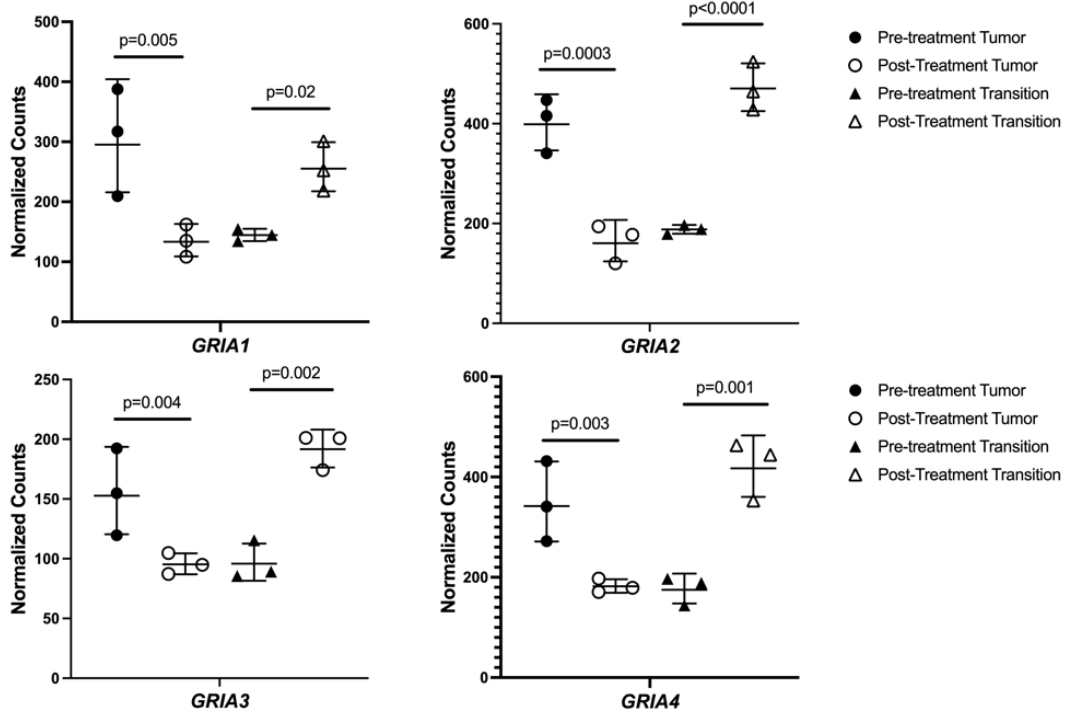 500
400
300
200
100
0
Normalized Counts
p=0.005
p=0.02
GRIA1
600
400
200
0
Normalized Counts
p=0.0003
p<0.0001
GRIA2
Pre-treatment Tumor
Post-Treatment Tumor
Pre-treatment Transition
Post-Treatment Transition
250
200
150
100
50
0
Normalized Counts
p=0.004
p=0.002
GRIA3
600
400
200
0
Normalized Counts
p=0.003
p=0.001
GRIA4
Pre-treatment Tumor
Post-Treatment Tumor
Pre-treatment Transition
Post-Treatment Transition